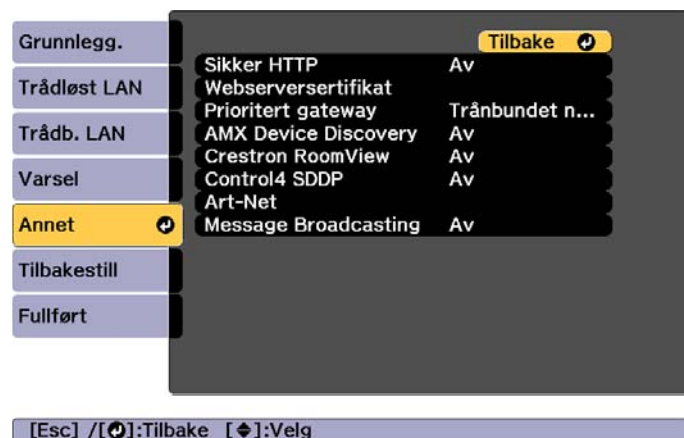 Grunnlegg.
Trådløst LAN
Trådb. LAN
Varsel
Annet
Tilbakestill
Fullført
Tilbake
Sikker HTTP Av
Webserversertifikat
Prioritert gateway Trånbundet n...
AMX Device Discovery Av
Crestron RoomView Av
Control4 SDDP Av
Art-Net
Message Broadcasting Av
[Esc] /[⏎]:Tilbake [◆]:Velg